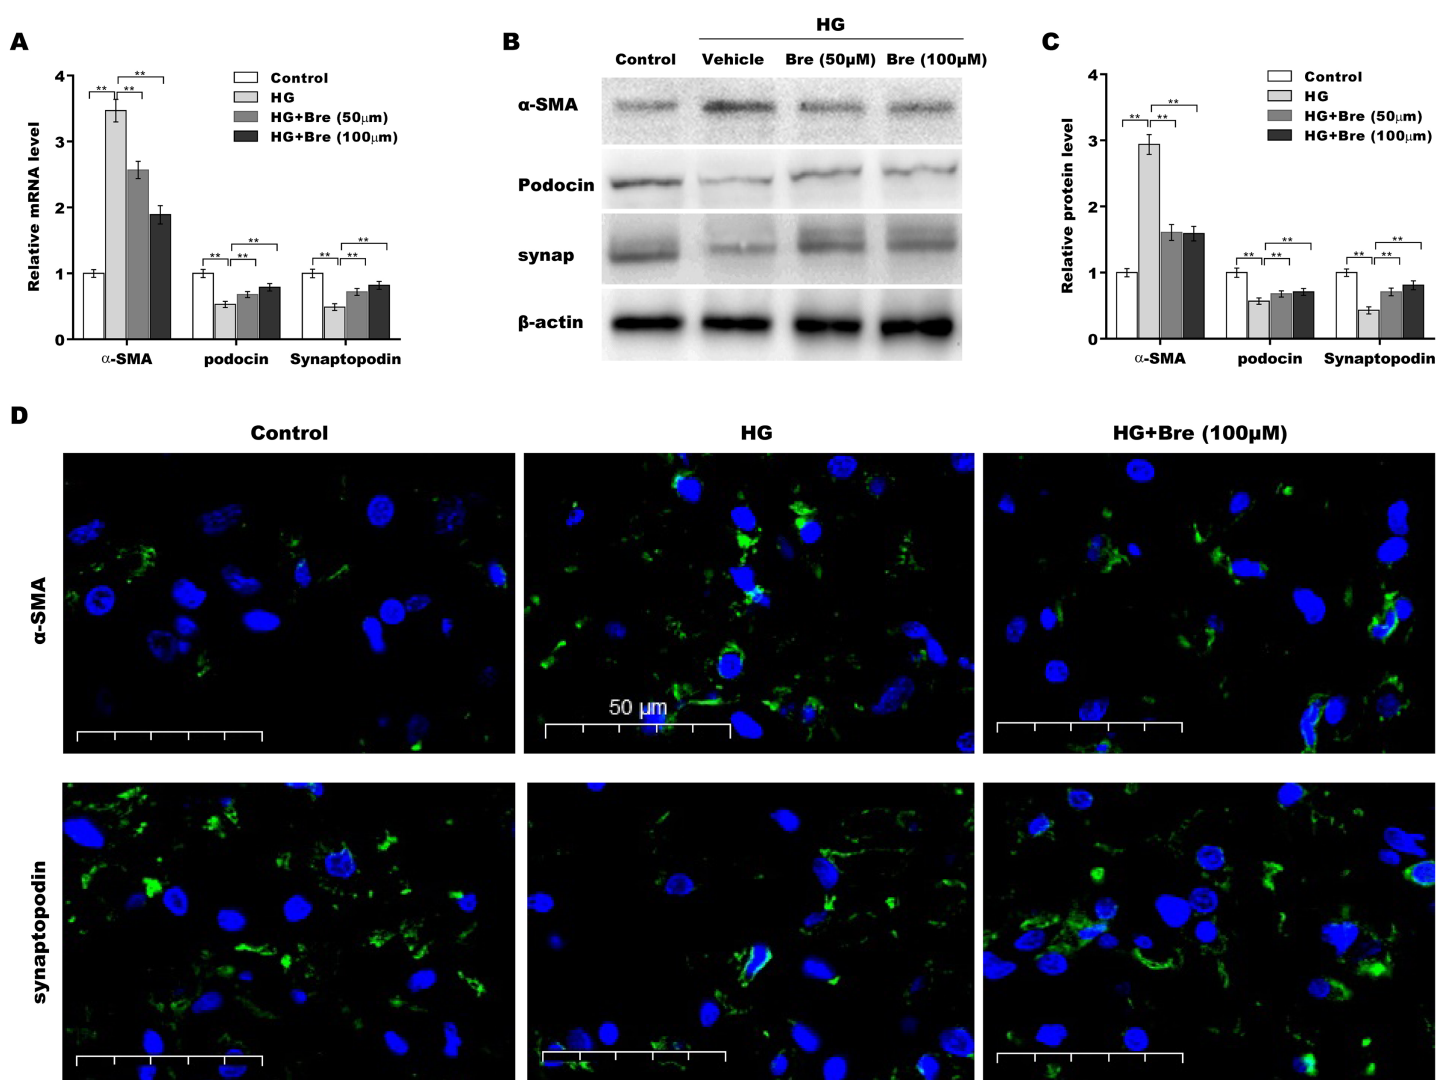 A
4
3
2
1
0
Relative mRNA level
** ** **
** ** **
** ** **
Control
HG
HG+Bre (50μm)
HG+Bre (100μm)
α-SMA podocin Synaptopodin
B
HG
Control Vehicle Bre (50μM) Bre (100μM)
α-SMA
Podocin
synap
β-actin
C
4
3
2
1
0
Relative protein level
** ** **
** ** **
** ** **
Control
HG
HG+Bre (50μm)
HG+Bre (100μm)
α-SMA podocin Synaptopodin
D
Control HG HG+Bre (100μM)
α-SMA
50 μm
synaptopodin